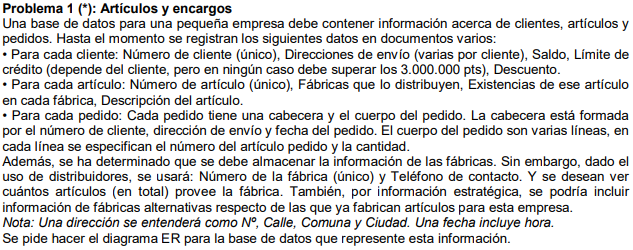 Problema 1 (*): Artículos y encargos
Una base de datos para una pequeña empresa debe contener información acerca de clientes, artículos y
pedidos. Hasta el momento se registran los siguientes datos en documentos varios:
• Para cada cliente: Número de cliente (único), Direcciones de envío (varias por cliente), Saldo, Límite de
crédito (depende del cliente, pero en ningún caso debe superar los 3.000.000 pts), Descuento.
• Para cada artículo: Número de artículo (único), Fábricas que lo distribuyen, Existencias de ese artículo
en cada fábrica, Descripción del artículo.
• Para cada pedido: Cada pedido tiene una cabecera y el cuerpo del pedido. La cabecera está formada
por el número de cliente, dirección de envío y fecha del pedido. El cuerpo del pedido son varias líneas, en
cada línea se especifican el número del artículo pedido y la cantidad.
Además, se ha determinado que se debe almacenar la información de las fábricas. Sin embargo, dado el
uso de distribuidores, se usará: Número de la fábrica (único) y Teléfono de contacto. Y se desean ver
cuántos artículos (en total) provee la fábrica. También, por información estratégica, se podría incluir
información de fábricas alternativas respecto de las que ya fabrican artículos para esta empresa.
Nota: Una dirección se entenderá como Nº, Calle, Comuna y Ciudad. Una fecha incluye hora.
Se pide hacer el diagrama ER para la base de datos que represente esta información.